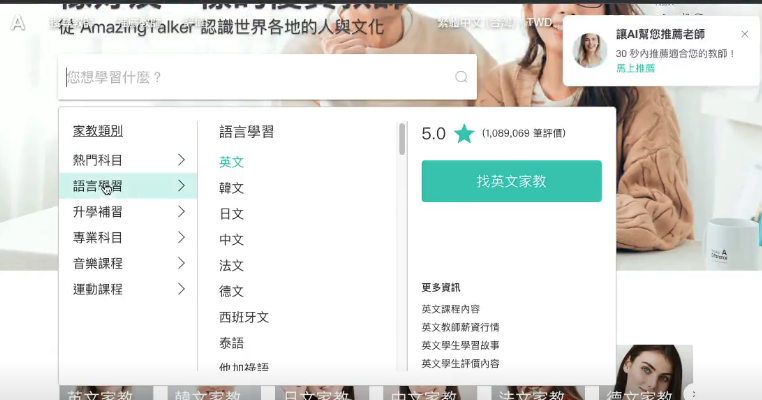 從 AmazingTalker 認識世界各地的人與文化
繁體中文 (台灣)
TWD
讓AI幫您推薦老師
30 秒內推薦適合您的教師！
馬上推薦
您想學習什麼？
家教類別
熱門科目
語言學習
升學補習
專業科目
音樂課程
運動課程
語言學習
英文
韓文
日文
中文
法文
德文
西班牙文
泰語
他加祿語
5.0 (1,089,069 筆評價)
找英文家教
更多資訊
英文課程內容
英文教師薪資行情
英文學生學習故事
英文學生評價內容
英文家教 韓文家教 日文家教 中文家教 法文家教 德文家教